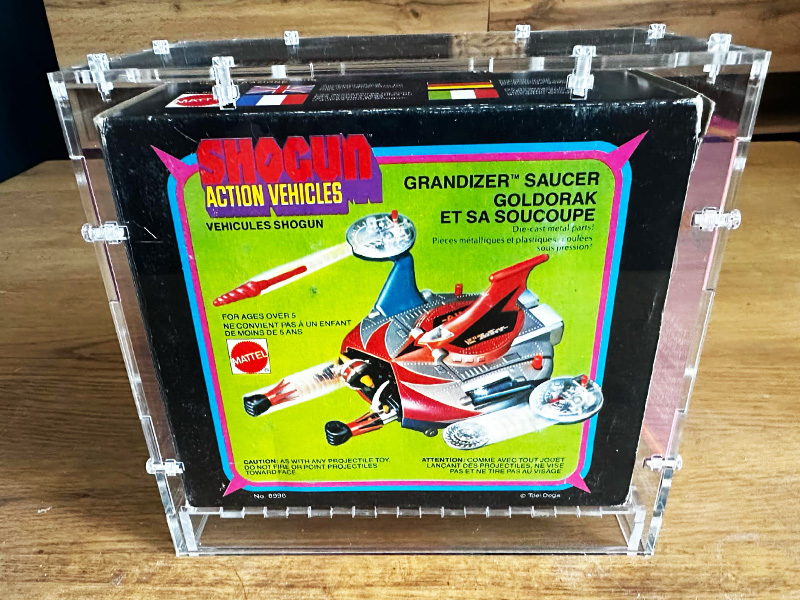 MATTEL
SHOGUN
ACTION VEHICLES
VEHICULES SHOGUN
GRANDIZER™ SAUCER
GOLDORAK
ET SA SOUCOUPE
Die-cast metal parts!
Pièces métalliques et plastiques coulées
sous pression!
FOR AGES OVER 5
NE CONVIENT PAS À UN ENFANT
DE MOINS DE 5 ANS
MATTEL
CAUTION: AS WITH ANY PROJECTILE TOY,
DO NOT FIRE OR POINT PROJECTILES
TOWARD FACE
ATTENTION: COMME AVEC TOUT JOUET
LANÇANT DES PROJECTILES, NE VISE
PAS ET NE TIRE PAS AU VISAGE
No. 8996
© Toei Doga